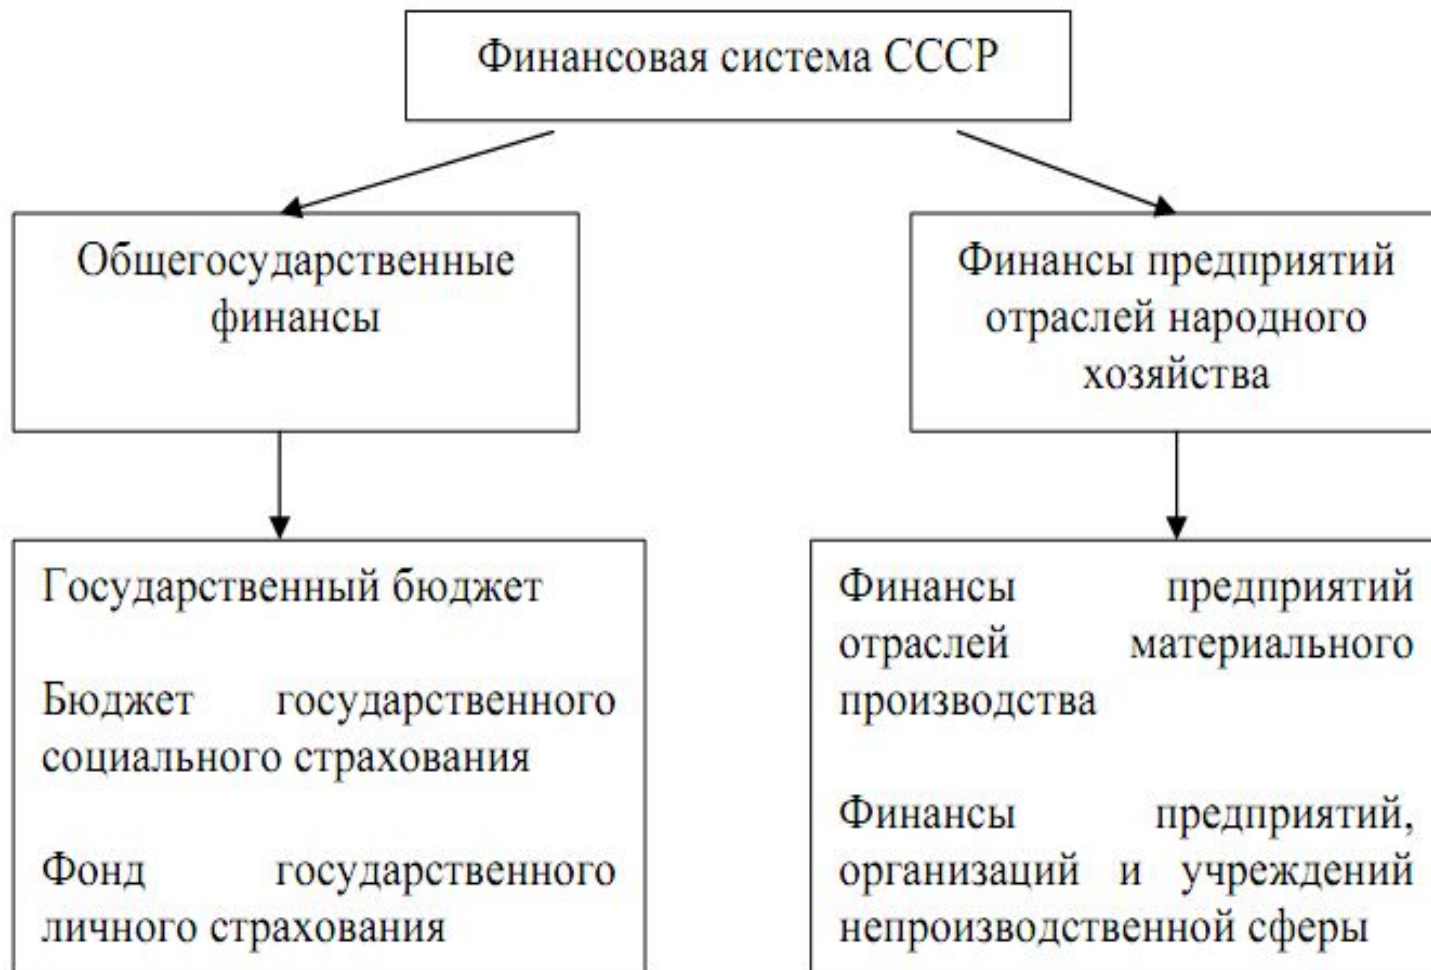 Финансовая система СССР
Общегосударственные
финансы
Финансы предприятий
отраслей народного
хозяйства
Государственный бюджет
Бюджет государственного
социального страхования
Фонд государственного
личного страхования
Финансы предприятий
отраслей материального
производства
Финансы предприятий,
организаций и учреждений
непроизводственной сферы